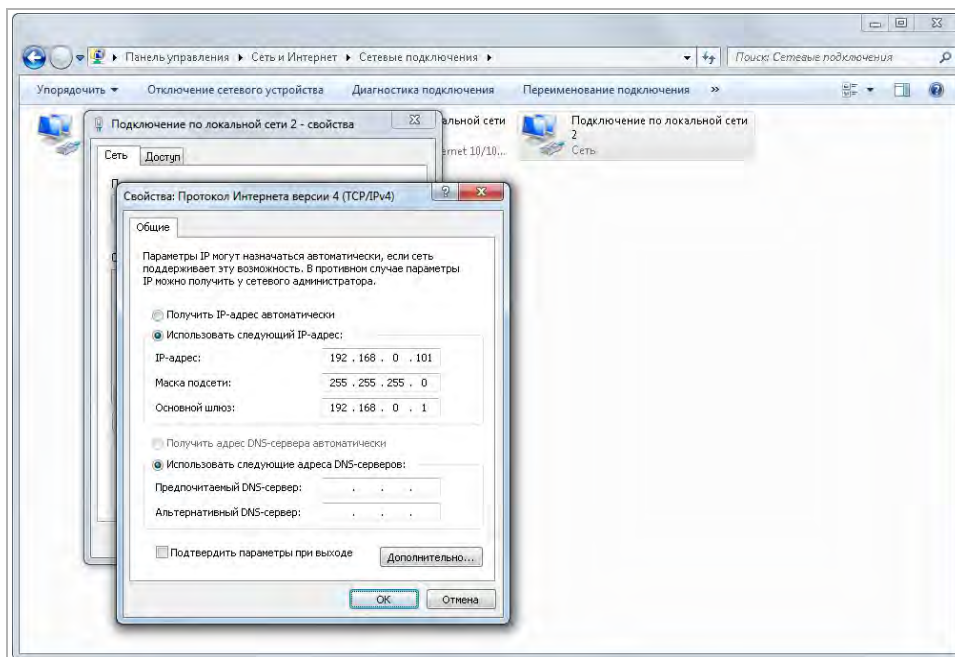 Панель управления ▸ Сеть и Интернет ▸ Сетевые подключения ▸
Поиск: Сетевые подключения
Упорядочить
Отключение сетевого устройства
Диагностика подключения
Переименование подключения
»
Подключение по локальной сети 2 - свойства
альной сети
Подключение по локальной сети
2
ernet 10/10...
Сеть
Сеть
Доступ
Свойства: Протокол Интернета версии 4 (TCP/IPv4)
Общие
Параметры IP могут назначаться автоматически, если сеть
поддерживает эту возможность. В противном случае параметры
IP можно получить у сетевого администратора.
Получить IP-адрес автоматически
Использовать следующий IP-адрес:
IP-адрес: 192 . 168 . 0 . 101
Маска подсети: 255 . 255 . 255 . 0
Основной шлюз: 192 . 168 . 0 . 1
Получить адрес DNS-сервера автоматически
Использовать следующие адреса DNS-серверов:
Предпочитаемый DNS-сервер: . . .
Альтернативный DNS-сервер: . . .
Подтвердить параметры при выходе
Дополнительно...
ОК
Отмена